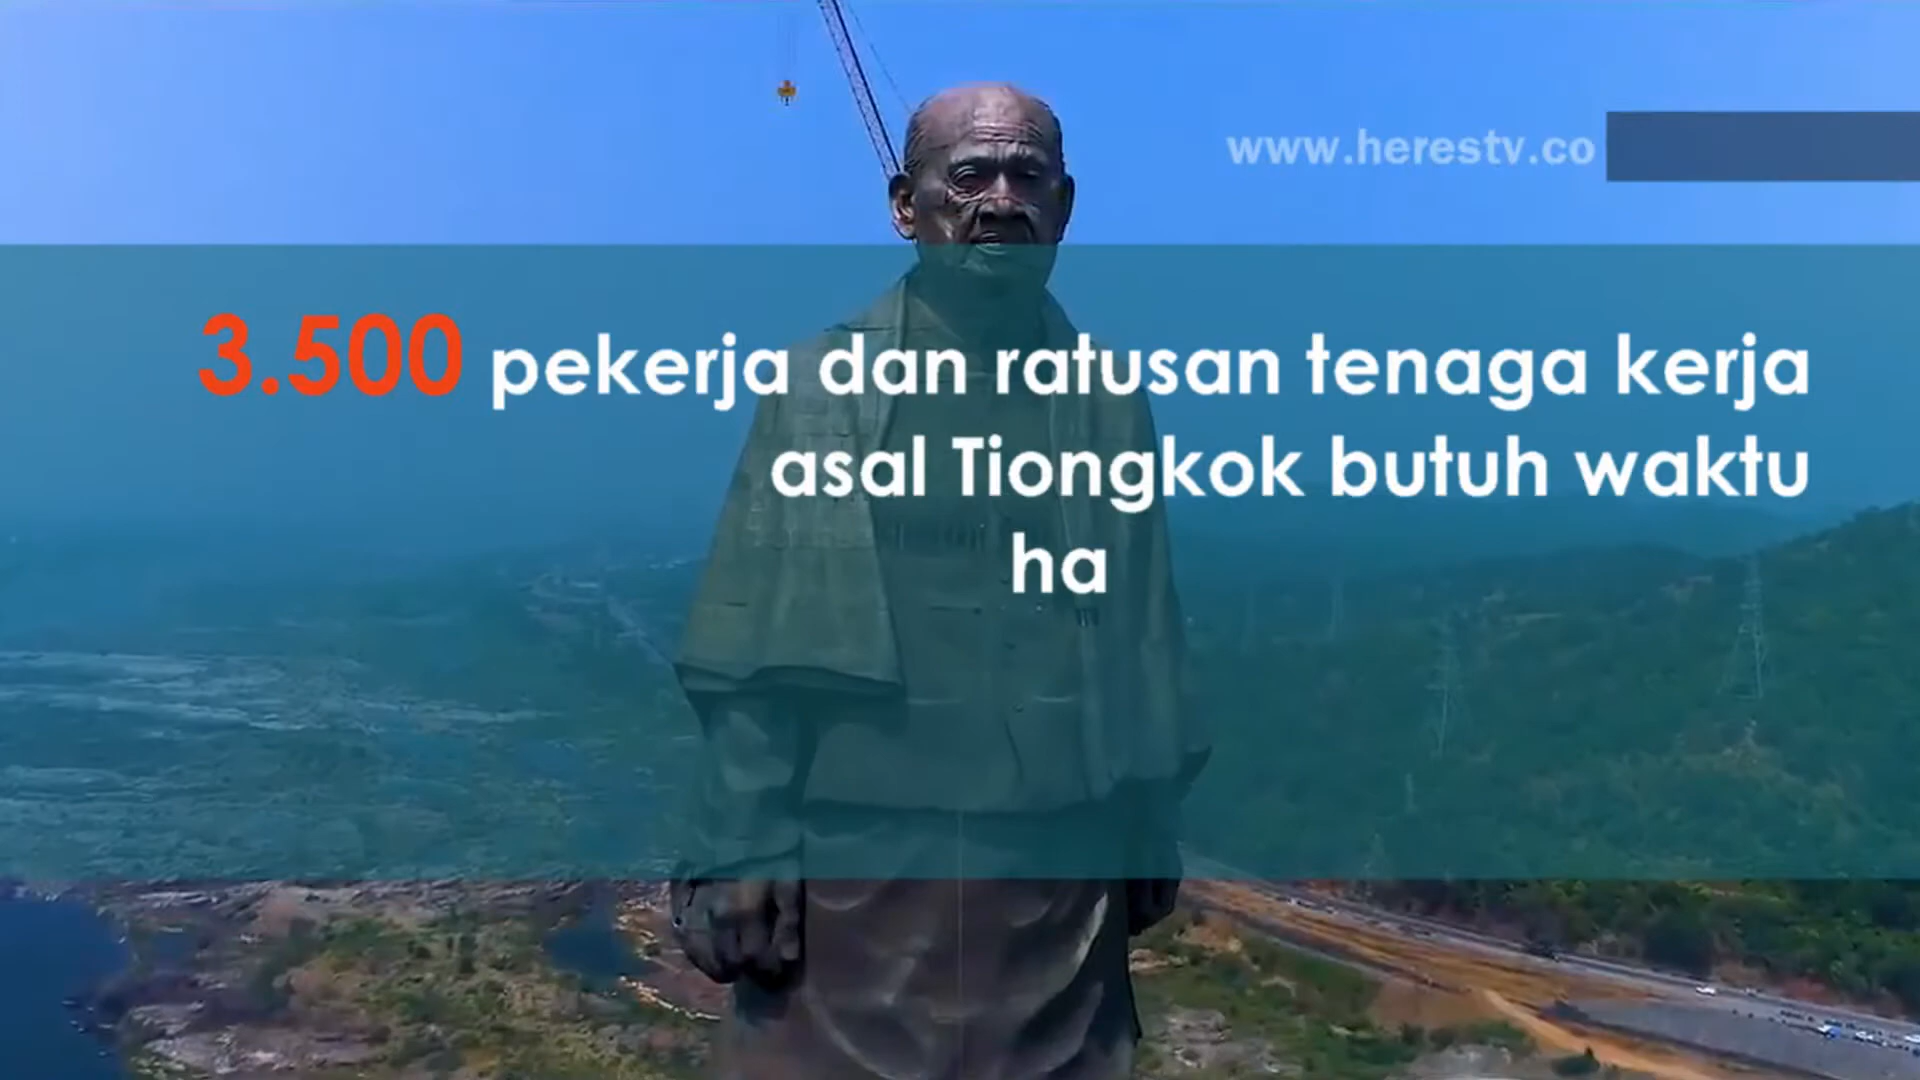 www.herestv.co
3.500 pekerja dan ratusan tenaga kerja
asal Tiongkok butuh waktu
ha